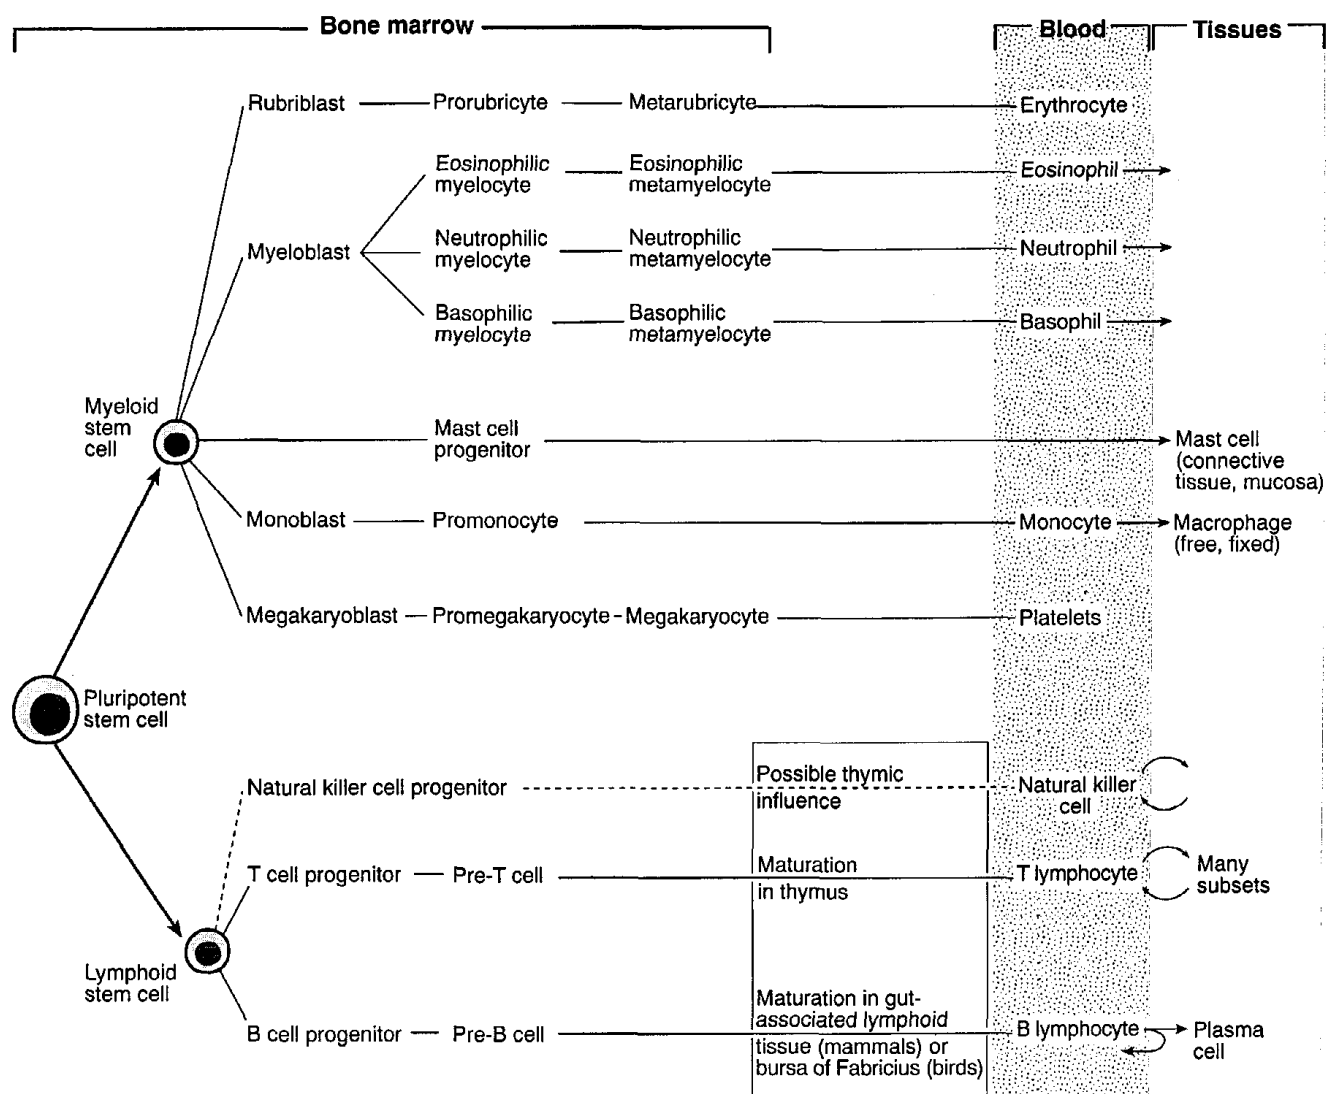 Bone marrow
Blood
Tissues
Rubriblast
Prorubricyte
Metarubricyte
Erythrocyte
Eosinophilic
myelocyte
Eosinophilic
metamyelocyte
Eosinophil
Myeloblast
Neutrophilic
myelocyte
Neutrophilic
metamyelocyte
Neutrophil
Basophilic
myelocyte
Basophilic
metamyelocyte
Basophil
Myeloid
stem
cell
Mast cell
progenitor
Mast cell
(connective
tissue, mucosa)
Monoblast
Promonocyte
Monocyte
Macrophage
(free, fixed)
Megakaryoblast
Promegakaryocyte
Megakaryocyte
Platelets
Pluripotent
stem cell
Natural killer cell progenitor
Possible thymic
influence
Natural killer
cell
T cell progenitor
Pre-T cell
Maturation
in thymus
T lymphocyte
Many
subsets
Lymphoid
stem cell
B cell progenitor
Pre-B cell
Maturation in gut-
associated lymphoid
tissue (mammals) or
bursa of Fabricius (birds)
B lymphocyte
Plasma
cell